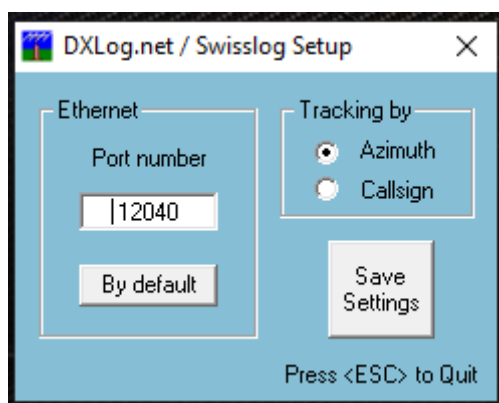 DXLog.net / Swisslog Setup
Ethernet
Port number
12040
By default
Tracking by
Azimuth
Callsign
Save
Settings
Press <ESC> to Quit